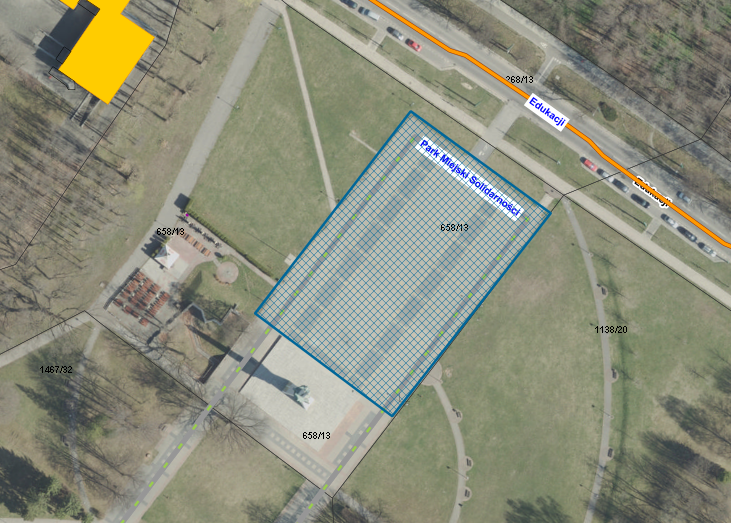 268/13
Edukacji
Park Miejski Solidarności
Edukacji
658/13
658/13
1138/20
1467/32
658/13